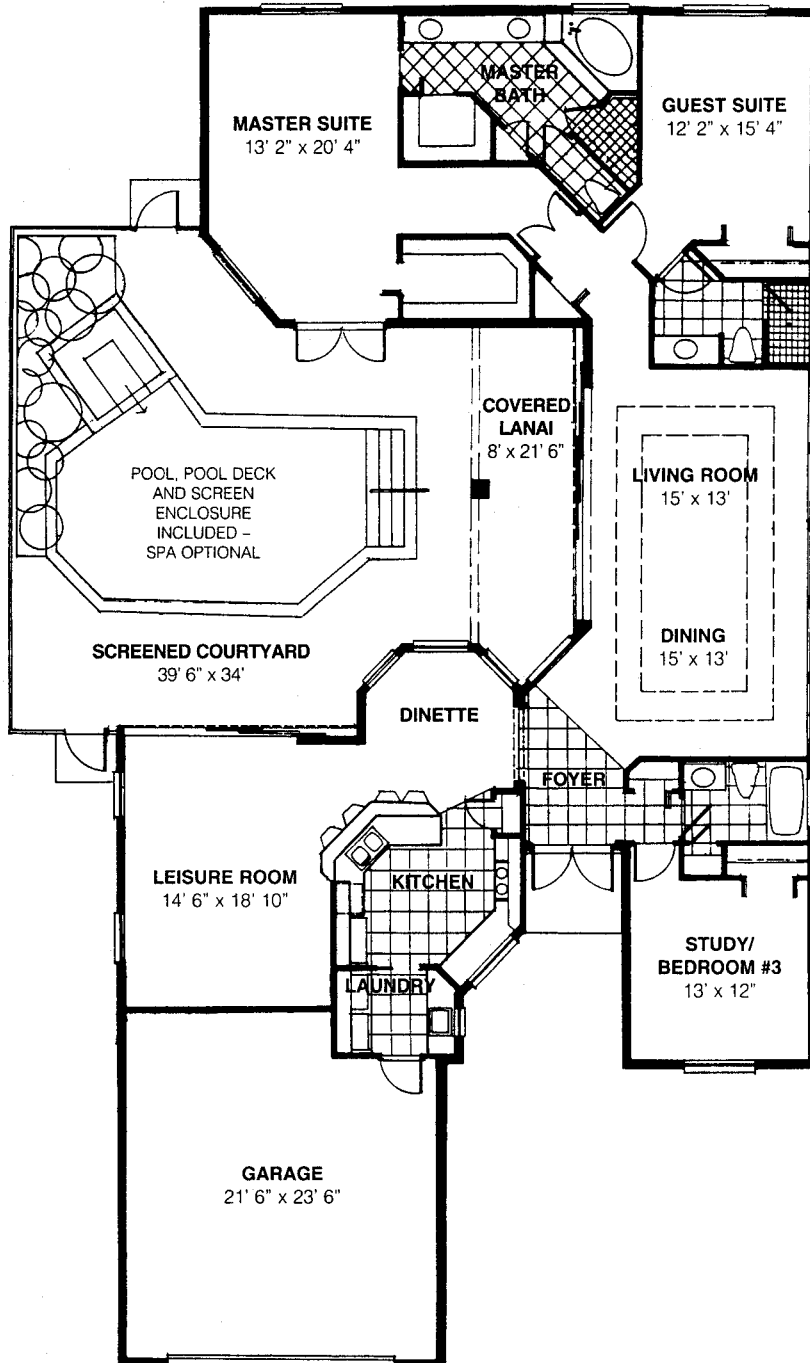 MASTER
BATH
MASTER SUITE
13' 2" x 20' 4"
GUEST SUITE
12' 2" x 15' 4"
COVERED
LANAI
8' x 21' 6"
POOL, POOL DECK
AND SCREEN
ENCLOSURE
INCLUDED –
SPA OPTIONAL
LIVING ROOM
15' x 13'
DINING
15' x 13'
SCREENED COURTYARD
39' 6" x 34'
DINETTE
FOYER
LEISURE ROOM
14' 6" x 18' 10"
KITCHEN
STUDY/
BEDROOM #3
13' x 12"
LAUNDRY
GARAGE
21' 6" x 23' 6"